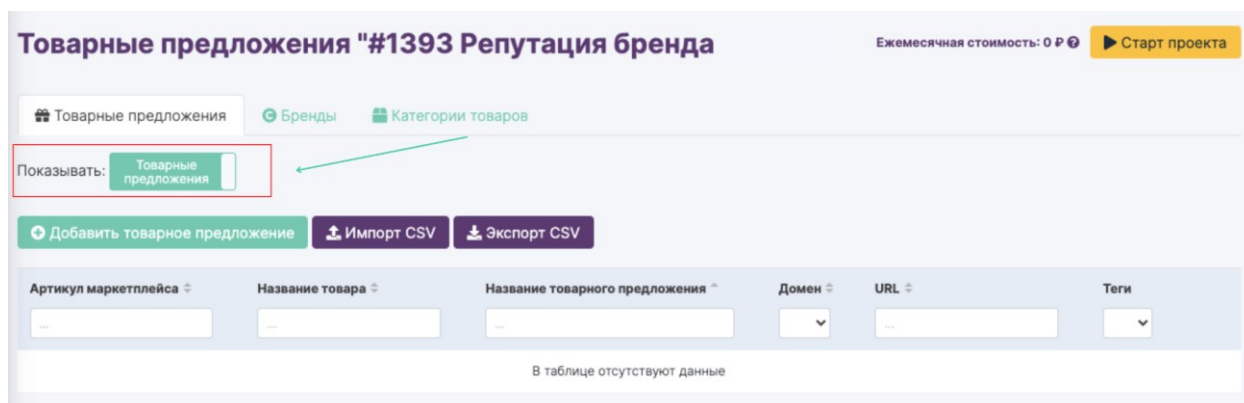 Товарные предложения "#1393 Репутация бренда
Ежемесячная стоимость: 0 ₽
Старт проекта
Товарные предложения
Бренды
Категории товаров
Показывать:
Товарные
предложения
Добавить товарное предложение
Импорт CSV
Экспорт CSV
Артикул маркетплейса
Название товара
Название товарного предложения
Домен
URL
Теги
...
...
...
...
В таблице отсутствуют данные